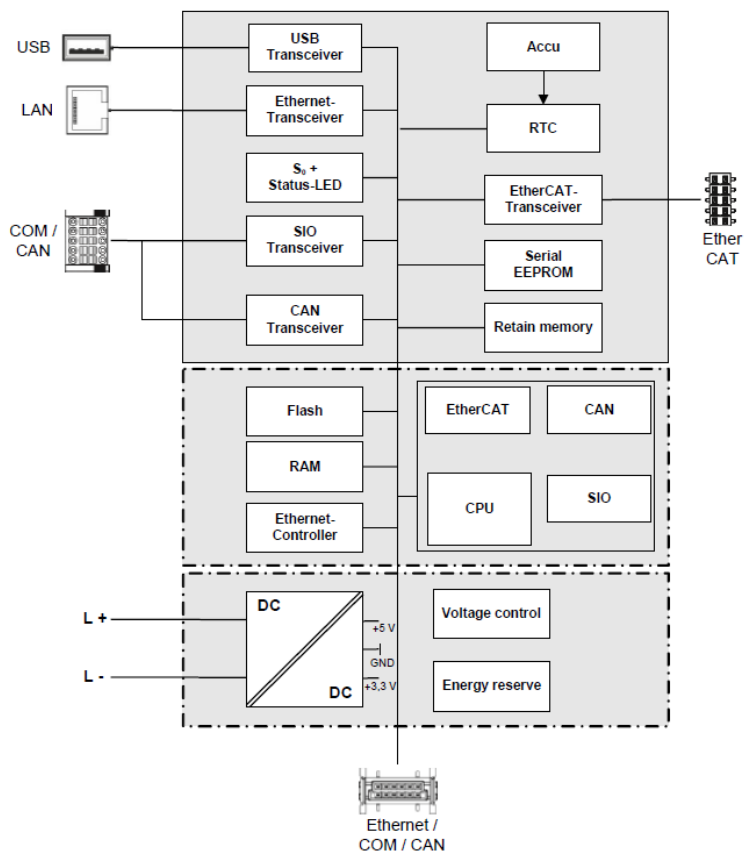 USB
USB
Transceiver
Accu
LAN
Ethernet-
Transceiver
RTC
S₀ +
Status-LED
EtherCAT-
Transceiver
COM /
CAN
SIO
Transceiver
Ether
CAT
Serial
EEPROM
CAN
Transceiver
Retain memory
Flash
EtherCAT
CAN
RAM
CPU
SIO
Ethernet-
Controller
L +
DC
+5 V
Voltage control
GND
L -
DC
+3,3 V
Energy reserve
Ethernet /
COM / CAN